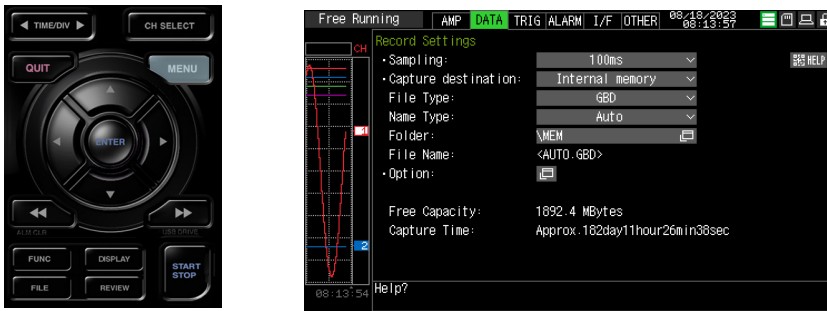 ◀ TIME/DIV ▶
CH SELECT
QUIT
MENU
ENTER
ALM CLR
USB DRIVE
FUNC
DISPLAY
START
STOP
FILE
REVIEW
Free Running
AMP
DATA
TRIG
ALARM
I/F
OTHER
08/18/2023
08:13:57
CH
Record Settings
•Sampling: 100ms
HELP
•Capture destination: Internal memory
File Type: GBD
Name Type: Auto
1
Folder: \MEM
File Name: <AUTO.GBD>
•Option:
Free Capacity: 1892.4 MBytes
Capture Time: Approx.182day11hour26min38sec
2
08:13:54
Help?